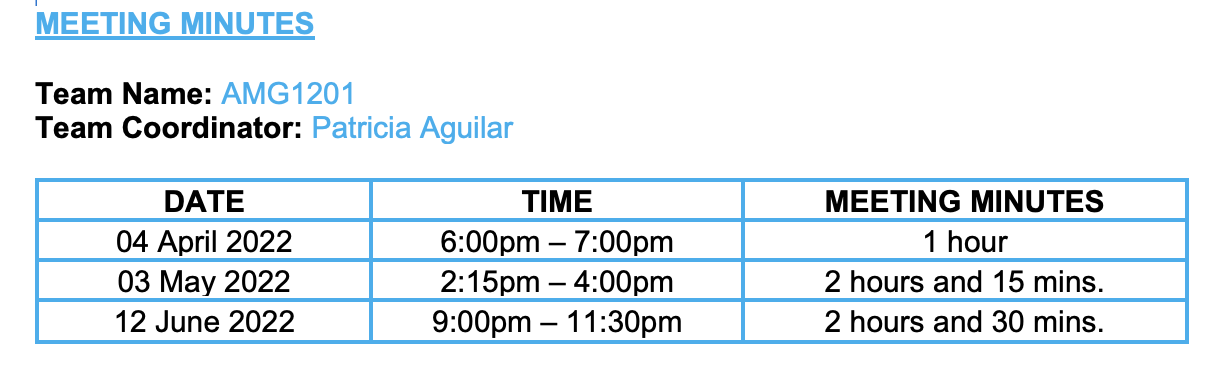 MEETING MINUTES
Team Name: AMG1201
Team Coordinator: Patricia Aguilar
DATE TIME MEETING MINUTES
04 April 2022 6:00pm – 7:00pm 1 hour
03 May 2022 2:15pm – 4:00pm 2 hours and 15 mins.
12 June 2022 9:00pm – 11:30pm 2 hours and 30 mins.